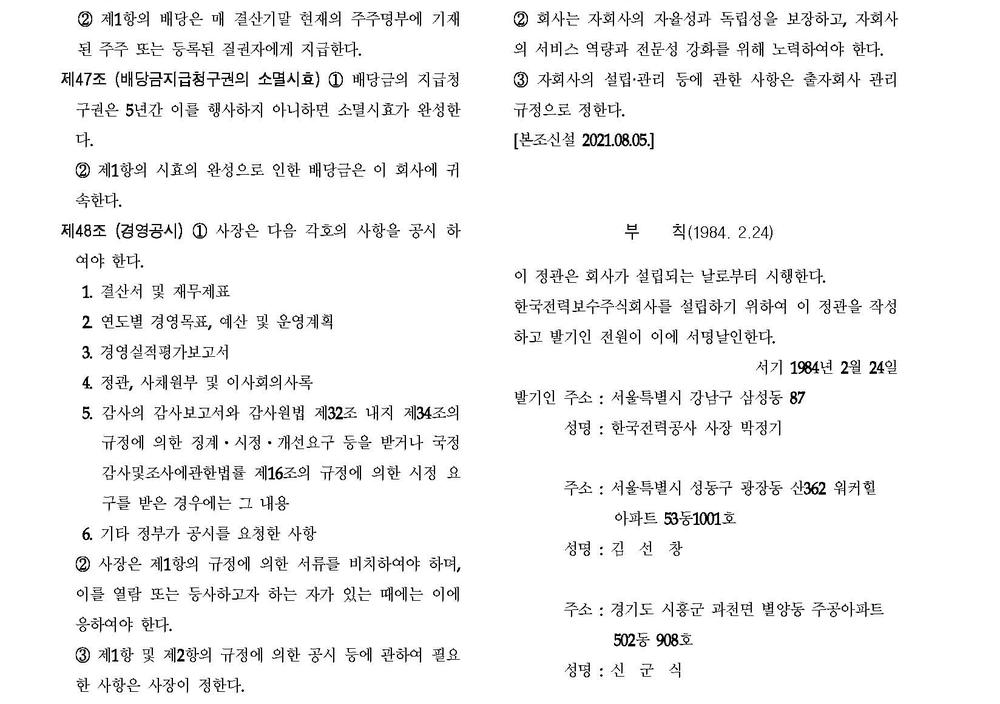 ② 제1항의 배당은 매 결산기말 현재의 주주명부에 기재
된 주주 또는 등록된 질권자에게 지급한다.
제47조 (배당금지급청구권의 소멸시효) ① 배당금의 지급청
구권은 5년간 이를 행사하지 아니하면 소멸시효가 완성한
다.
② 제1항의 시효의 완성으로 인한 배당금은 이 회사에 귀
속한다.
제48조 (경영공시) ① 사장은 다음 각호의 사항을 공시 하
여야 한다.
1. 결산서 및 재무제표
2. 연도별 경영목표, 예산 및 운영계획
3. 경영실적평가보고서
4. 정관, 사채원부 및 이사회의사록
5. 감사의 감사보고서와 감사원법 제32조 내지 제34조의
규정에 의한 징계·시정·개선요구 등을 받거나 국정
감사및조사에관한법률 제16조의 규정에 의한 시정 요
구를 받은 경우에는 그 내용
6. 기타 정부가 공시를 요청한 사항
② 사장은 제1항의 규정에 의한 서류를 비치하여야 하며,
이를 열람 또는 등사하고자 하는 자가 있는 때에는 이에
응하여야 한다.
③ 제1항 및 제2항의 규정에 의한 공시 등에 관하여 필요
한 사항은 사장이 정한다.
② 회사는 자회사의 자율성과 독립성을 보장하고, 자회사
의 서비스 역량과 전문성 강화를 위해 노력하여야 한다.
③ 자회사의 설립·관리 등에 관한 사항은 출자회사 관리
규정으로 정한다.
[본조신설 2021.08.05.]
부 칙(1984. 2.24)
이 정관은 회사가 설립되는 날로부터 시행한다.
한국전력보수주식회사를 설립하기 위하여 이 정관을 작성
하고 발기인 전원이 이에 서명날인한다.
서기 1984년 2월 24일
발기인 주소 : 서울특별시 강남구 삼성동 87
성명 : 한국전력공사 사장 박정기
주소 : 서울특별시 성동구 광장동 산362 워커힐
아파트 53동1001호
성명 : 김 선 창
주소 : 경기도 시흥군 과천면 별양동 주공아파트
502동 908호
성명 : 신 군 식